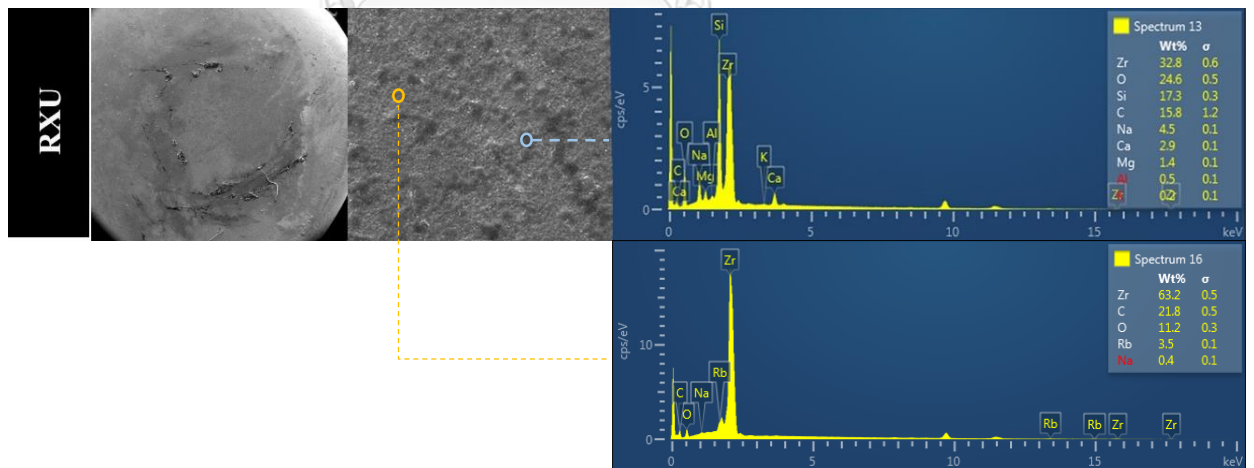 RXU
Spectrum 13
Wt% σ
Zr 32.8 0.6
O 24.6 0.5
Si 17.3 0.3
C 15.8 1.2
Na 4.5 0.1
Ca 2.9 0.1
Mg 1.4 0.1
Al 0.5 0.1
0.2 0.1
cps/eV
5
0
Si
Zr
O
Al
Na
K
C
Mg
Ca
Ca
Zr
Zr
0 5 10 15 keV
Spectrum 16
Wt% σ
Zr 63.2 0.5
C 21.8 0.5
O 11.2 0.3
Rb 3.5 0.1
Na 0.4 0.1
cps/eV
10
0
Zr
Rb
C
Na
O
Rb
Rb
Zr
Zr
0 5 10 15 keV